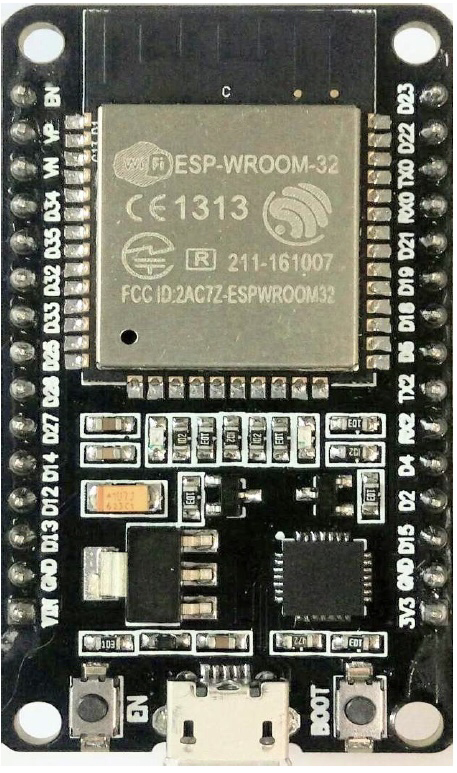 C
WiFi ESP-WROOM-32
CE 1313
R 211-161007
FCC ID:2AC7Z-ESPWROOM32
EN
VP
VN
D34
D35
D32
D33
D25
D26
D27
D14
D12
D13
GND
VIN
D23
D22
TX0
RX0
D21
D19
D18
D5
TX2
RX2
D4
D2
D15
GND
3V3
103
EN
BOOT